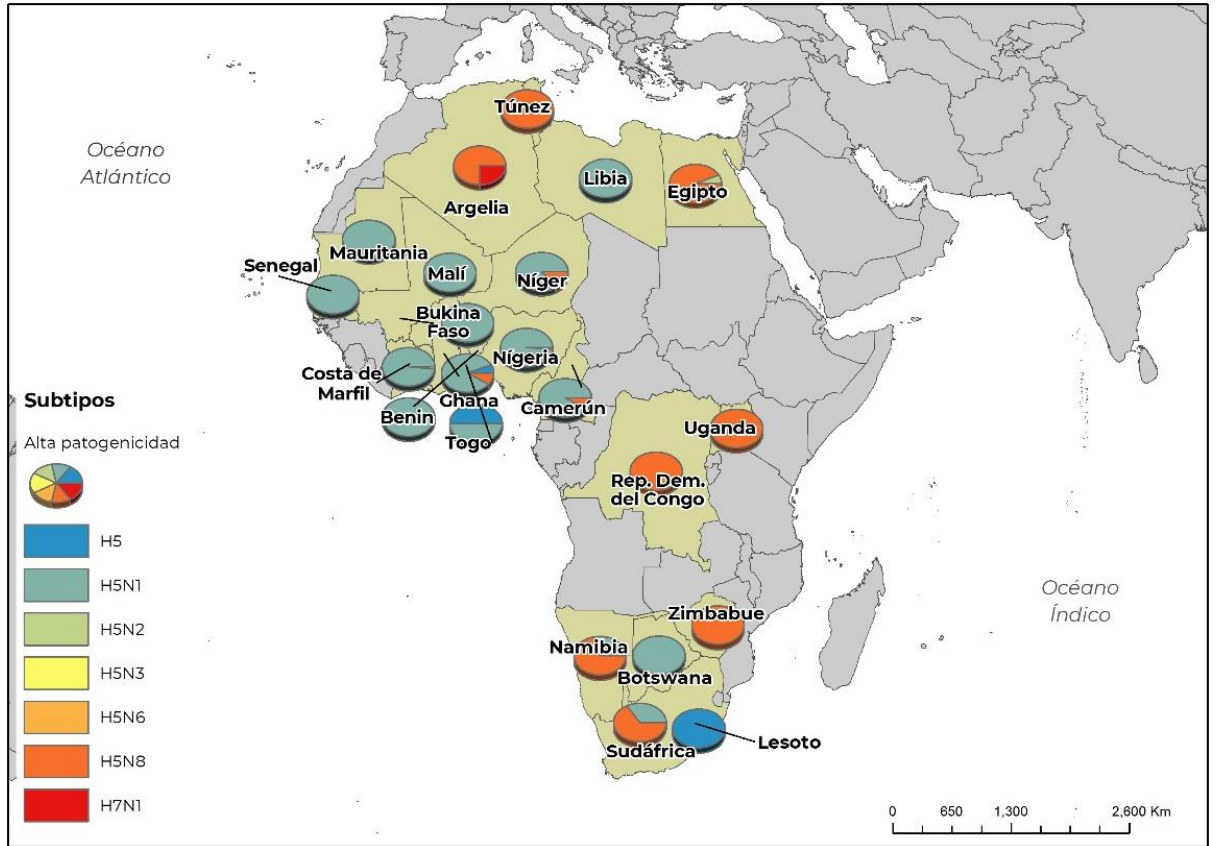 Océano
Atlántico
Túnez
Argelia
Libia
Egipto
Mauritania
Senegal
Malí
Níger
Bukina
Faso
Nígeria
Costa de
Marfil
Benin
Ghana
Togo
Camerún
Uganda
Rep. Dem.
del Congo
Zimbabue
Namibia
Botswana
Sudáfrica
Lesoto
Océano
Índico
Subtipos
Alta patogenicidad
H5
H5N1
H5N2
H5N3
H5N6
H5N8
H7N1
0 650 1,300 2,600 Km